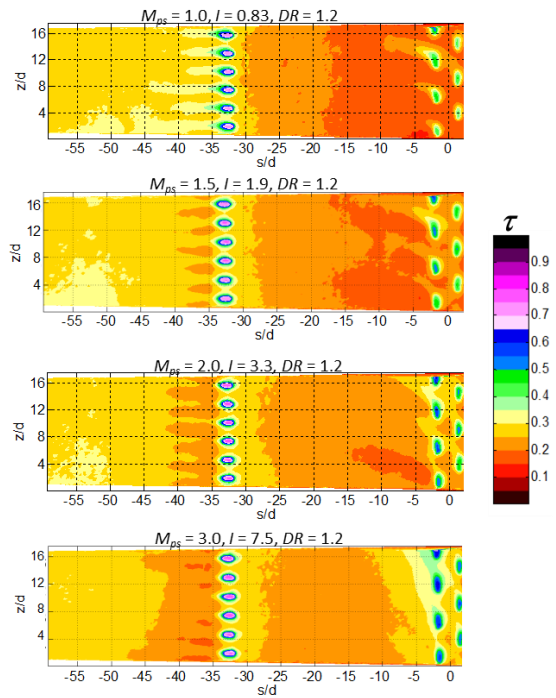 M_ps = 1.0, I = 0.83, DR = 1.2
16
12
8
4
z/d
-55 -50 -45 -40 -35 -30 -25 -20 -15 -10 -5 0
s/d
M_ps = 1.5, I = 1.9, DR = 1.2
16
12
8
4
z/d
-55 -50 -45 -40 -35 -30 -25 -20 -15 -10 -5 0
s/d
M_ps = 2.0, I = 3.3, DR = 1.2
16
12
8
4
z/d
-55 -50 -45 -40 -35 -30 -25 -20 -15 -10 -5 0
s/d
M_ps = 3.0, I = 7.5, DR = 1.2
16
12
8
4
z/d
-55 -50 -45 -40 -35 -30 -25 -20 -15 -10 -5 0
s/d
τ
0.9
0.8
0.7
0.6
0.5
0.4
0.3
0.2
0.1